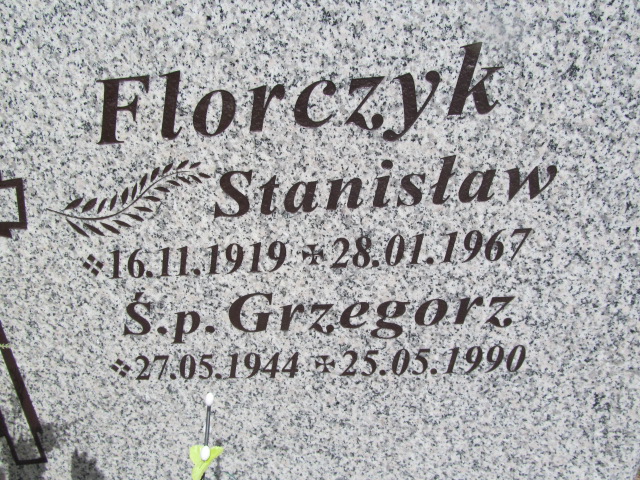 Florczyk
Stanisław
16.11.1919 28.01.1967
Ś.p. Grzegorz
27.05.1944 25.05.1990